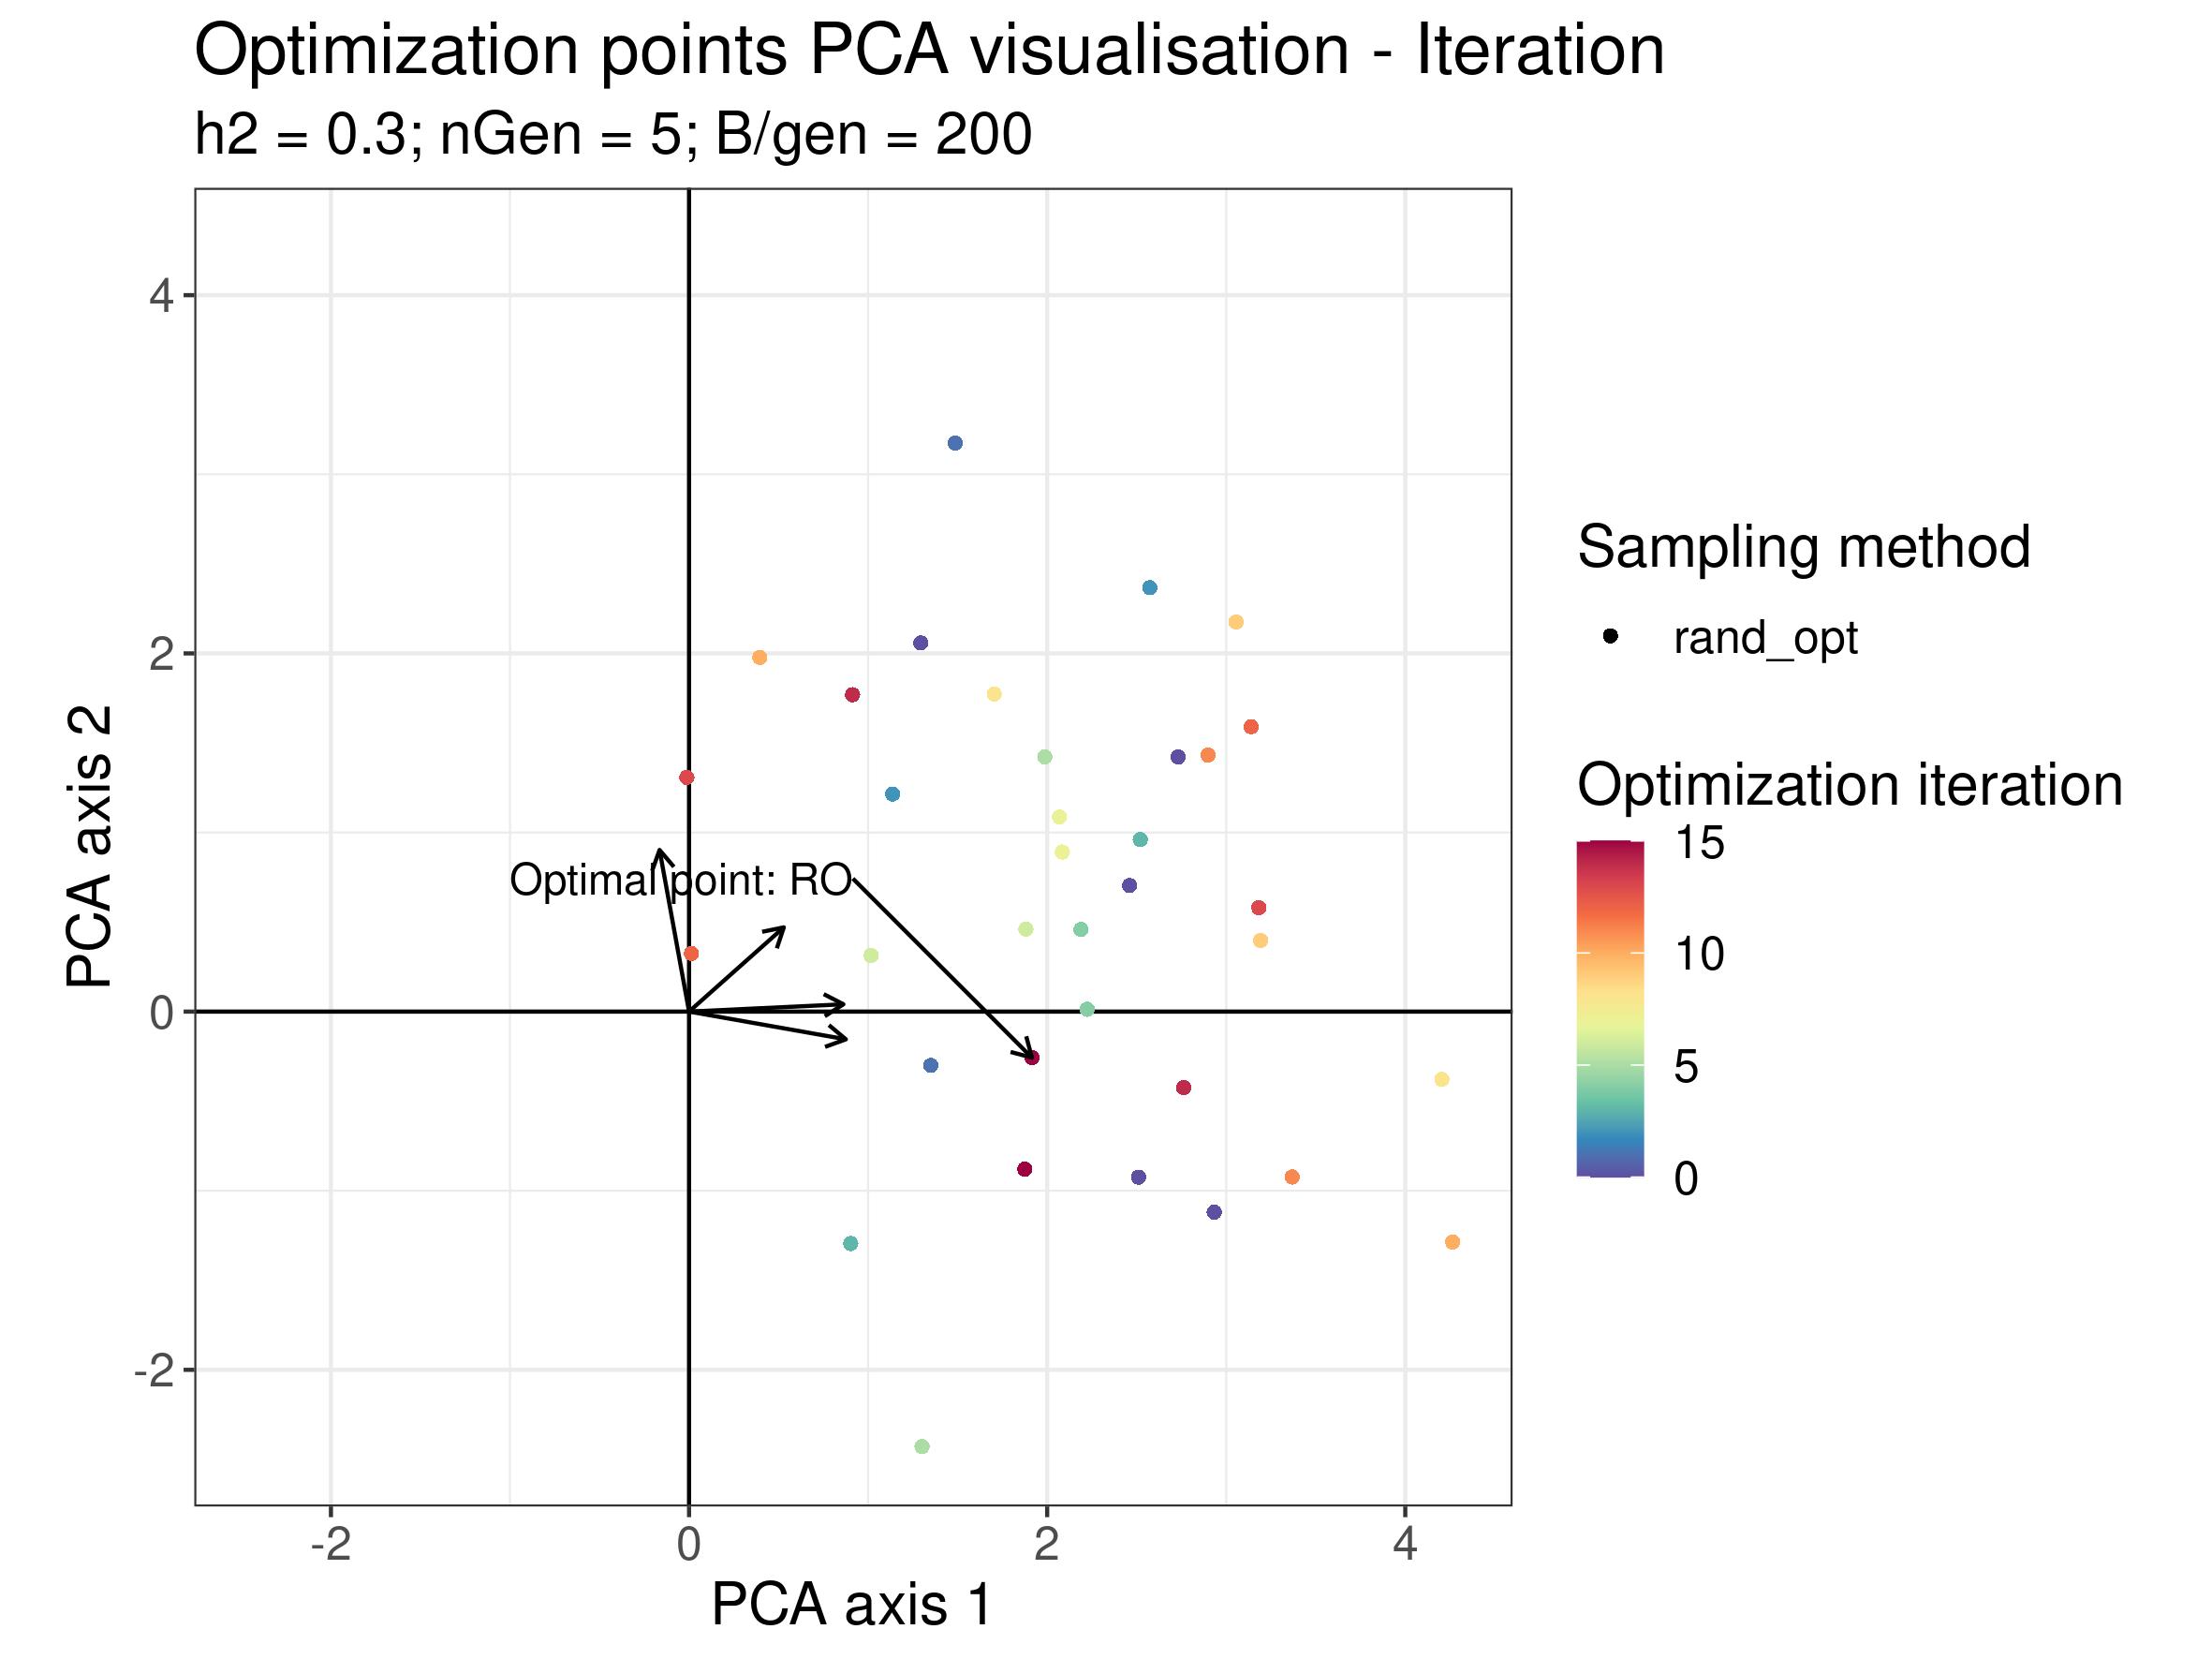 Optimization points PCA visualisation - Iteration
h2 = 0.3; nGen = 5; B/gen = 200
4
2
0
-2
PCA axis 2
Optimal point: RO
-2
0
2
4
PCA axis 1
Sampling method
rand_opt
Optimization iteration
15
10
5
0